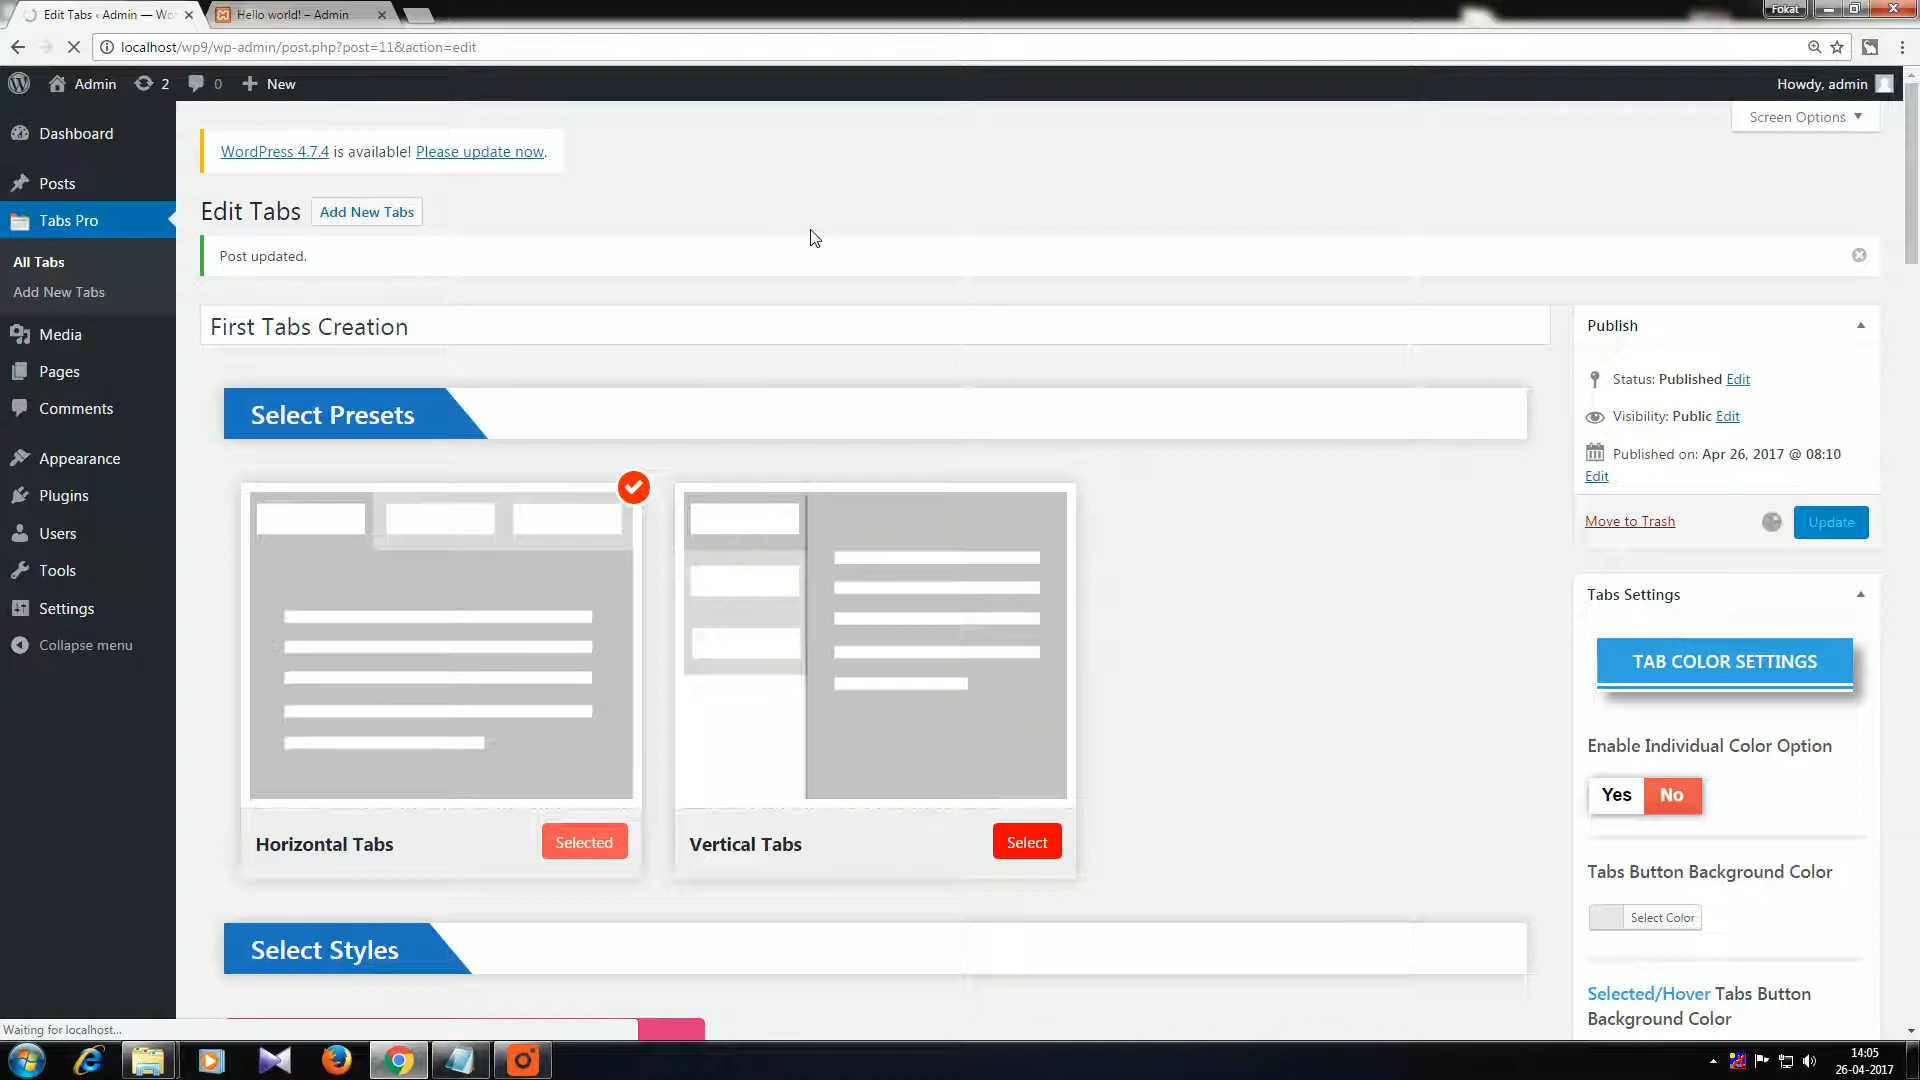 Edit Tabs ‹ Admin — Wo
Hello world! – Admin
Fokat
localhost/wp9/wp-admin/post.php?post=11&action=edit
Admin
2
0
New
Howdy, admin
Screen Options
Dashboard
Posts
Tabs Pro
All Tabs
Add New Tabs
Media
Pages
Comments
Appearance
Plugins
Users
Tools
Settings
Collapse menu
WordPress 4.7.4 is available! Please update now.
Edit Tabs
Add New Tabs
Post updated.
First Tabs Creation
Select Presets
Horizontal Tabs
Selected
Vertical Tabs
Select
Select Styles
Publish
Status: Published Edit
Visibility: Public Edit
Published on: Apr 26, 2017 @ 08:10
Edit
Move to Trash
Update
Tabs Settings
TAB COLOR SETTINGS
Enable Individual Color Option
Yes
No
Tabs Button Background Color
Select Color
Selected/Hover Tabs Button
Background Color
Waiting for localhost...
14:05
26-04-2017